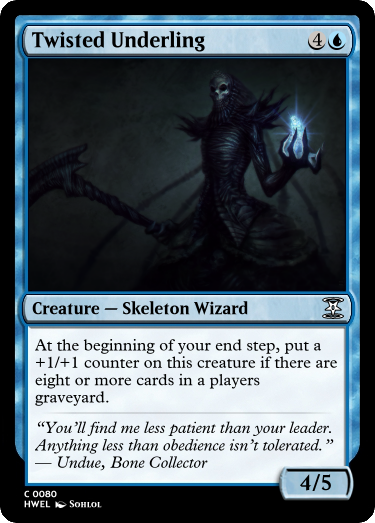 Twisted Underling 4
Creature — Skeleton Wizard
At the beginning of your end step, put a
+1/+1 counter on this creature if there are
eight or more cards in a players
graveyard.
“You’ll find me less patient than your leader.
Anything less than obedience isn’t tolerated.”
— Undue, Bone Collector
4/5
C 0080
HWEL Sohlol